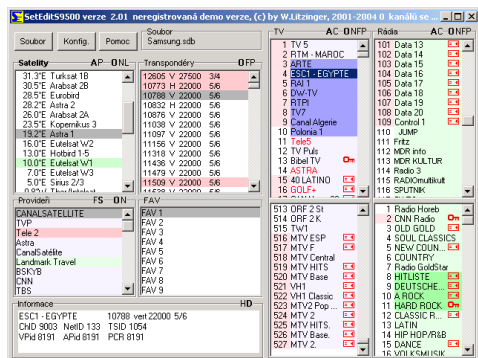 SetEditS9500 verze 2.01 neregistrovaná demo verze, (c) by W.Litzinger, 2001-2004 0 kanálů se ...
Soubor
Konfig.
Pomoc
Soubor
Samsung.sdb
Satelity AP ONL
31.3°E Turksat 1B
30.5°E Arabsat 2B
28.5°E Eurobird
28.2°E Astra 2
26.0°E Arabsat 2A
23.5°E Kopernikus 3
19.2°E Astra 1
16.0°E Eutelsat W2
13.0°E Hotbird 1-5
10.0°E Eutelsat W1
7.0°E Eutelsat W3
5.0°E Sirius 2/3
Transpondéry OFP
12605 V 27500 3/4
10773 H 22000 5/6
10788 V 22000 5/6
10832 H 22000 5/6
10876 V 22000 5/6
11038 V 22000 5/6
11097 V 22000 5/6
11156 V 22000 5/6
11318 V 22000 5/6
11436 V 22000 5/6
11479 V 22000 5/6
11509 V 22000 5/6
11538 V 22000 5/6
Provideři FS ON
CANALSATELLITE
TVP
Tele 2
Astra
CanalSatélite
Landmark Travel
BSKYB
CNN
TBS
FAV
FAV 1
FAV 2
FAV 3
FAV 4
FAV 5
FAV 6
FAV 7
FAV 8
FAV 9
Informace HD
ESC1 - EGYPTE 10788 vert 22000 5/6
ChID 9003 NetID 133 TSID 1054
VPid 8191 APid 8191 PCR 8191
TV AC ONFP
1 TV 5
2 RTM - MAROC
3 ARTE
4 ESC1 - EGYPTE
5 RAI 1
6 DW-TV
7 RTPI
8 TV7
9 Canal Algerie
10 Polonia 1
11 Tele5
12 TV Puls
13 Bibel TV
14 ASTRA
15 40 LATINO
16 GOLF+
513 ORF 2 St
514 ORF 2 K
515 TW1
516 MTV ESP
517 MTV F
518 MTV Central
519 MTV HITS
520 MTV Base
521 VH1
522 VH1 Classic
523 MTV2 Pop ...
524 MTV 2
525 MTV HITS.
526 MTV Base.
527 MTV 2.
Rádia AC ONFP
101 Data 13
102 Data 14
103 Data 15
104 Data 16
105 Data 17
106 Data 18
107 Data 19
108 Data 20
109 Control 1
110 JUMP
111 Fritz
112 MDR info
113 MDR KULTUR
114 Radio 3
115 RADIOmultikult
116 SPUTNIK
1 Radio Horeb
2 CNN Radio
3 OLD GOLD
4 SOUL CLASSICS
5 NEW COUN...
6 COUNTRY
7 Radio GoldStar
8 HITLISTE
9 DEUTSCHE...
10 A ROCK
11 HARD ROCK
12 CLASSIC R...
13 LATIN
14 HIP HOP/R&B
15 DANCE
16 VOLKSMUSIK